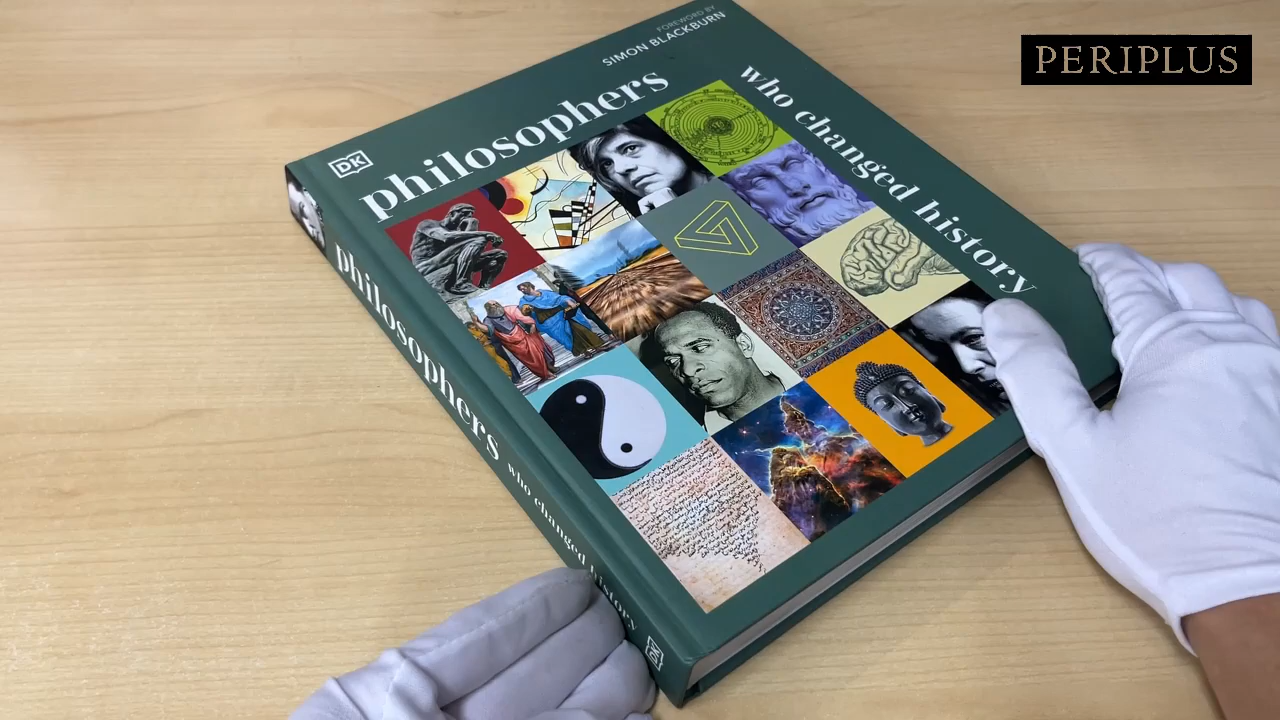 PERIPLUS
FOREWORD BY
SIMON BLACKBURN
DK
philosophers
who changed history
philosophers who changed history
DK